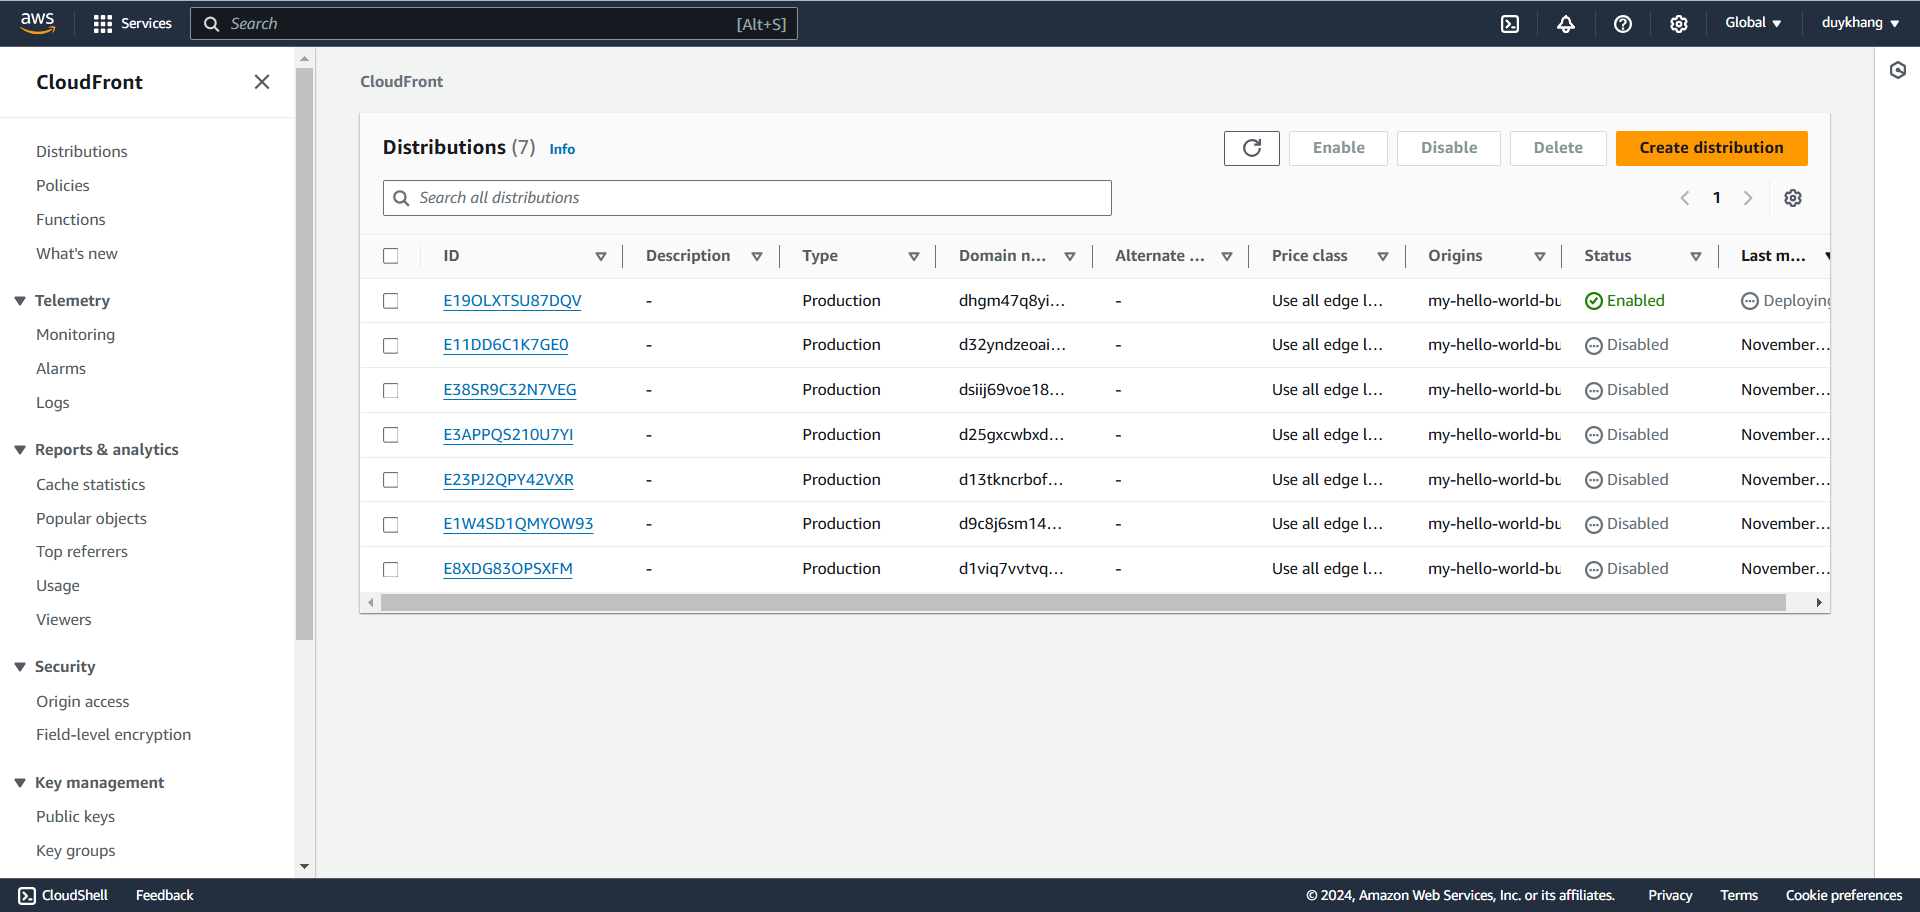 aws Services Search [Alt+S] Global duykhang
CloudFront
Distributions
Policies
Functions
What's new
Telemetry
Monitoring
Alarms
Logs
Reports & analytics
Cache statistics
Popular objects
Top referrers
Usage
Viewers
Security
Origin access
Field-level encryption
Key management
Public keys
Key groups
CloudFront
Distributions (7) Info Enable Disable Delete Create distribution
Search all distributions 1
ID Description Type Domain n... Alternate ... Price class Origins Status Last m...
E19OLXTSU87DQV - Production dhgm47q8yi... - Use all edge l... my-hello-world-bu Enabled Deploying
E11DD6C1K7GE0 - Production d32yndzeoai... - Use all edge l... my-hello-world-bu Disabled November...
E38SR9C32N7VEG - Production dsiij69voe18... - Use all edge l... my-hello-world-bu Disabled November...
E3APPQS210U7YI - Production d25gxcwbxd... - Use all edge l... my-hello-world-bu Disabled November...
E23PJ2QPY42VXR - Production d13tkncrbof... - Use all edge l... my-hello-world-bu Disabled November...
E1W4SD1QMYOW93 - Production d9c8j6sm14... - Use all edge l... my-hello-world-bu Disabled November...
E8XDG83OPSXFM - Production d1viq7vvtvq... - Use all edge l... my-hello-world-bu Disabled November...
CloudShell Feedback © 2024, Amazon Web Services, Inc. or its affiliates. Privacy Terms Cookie preferences